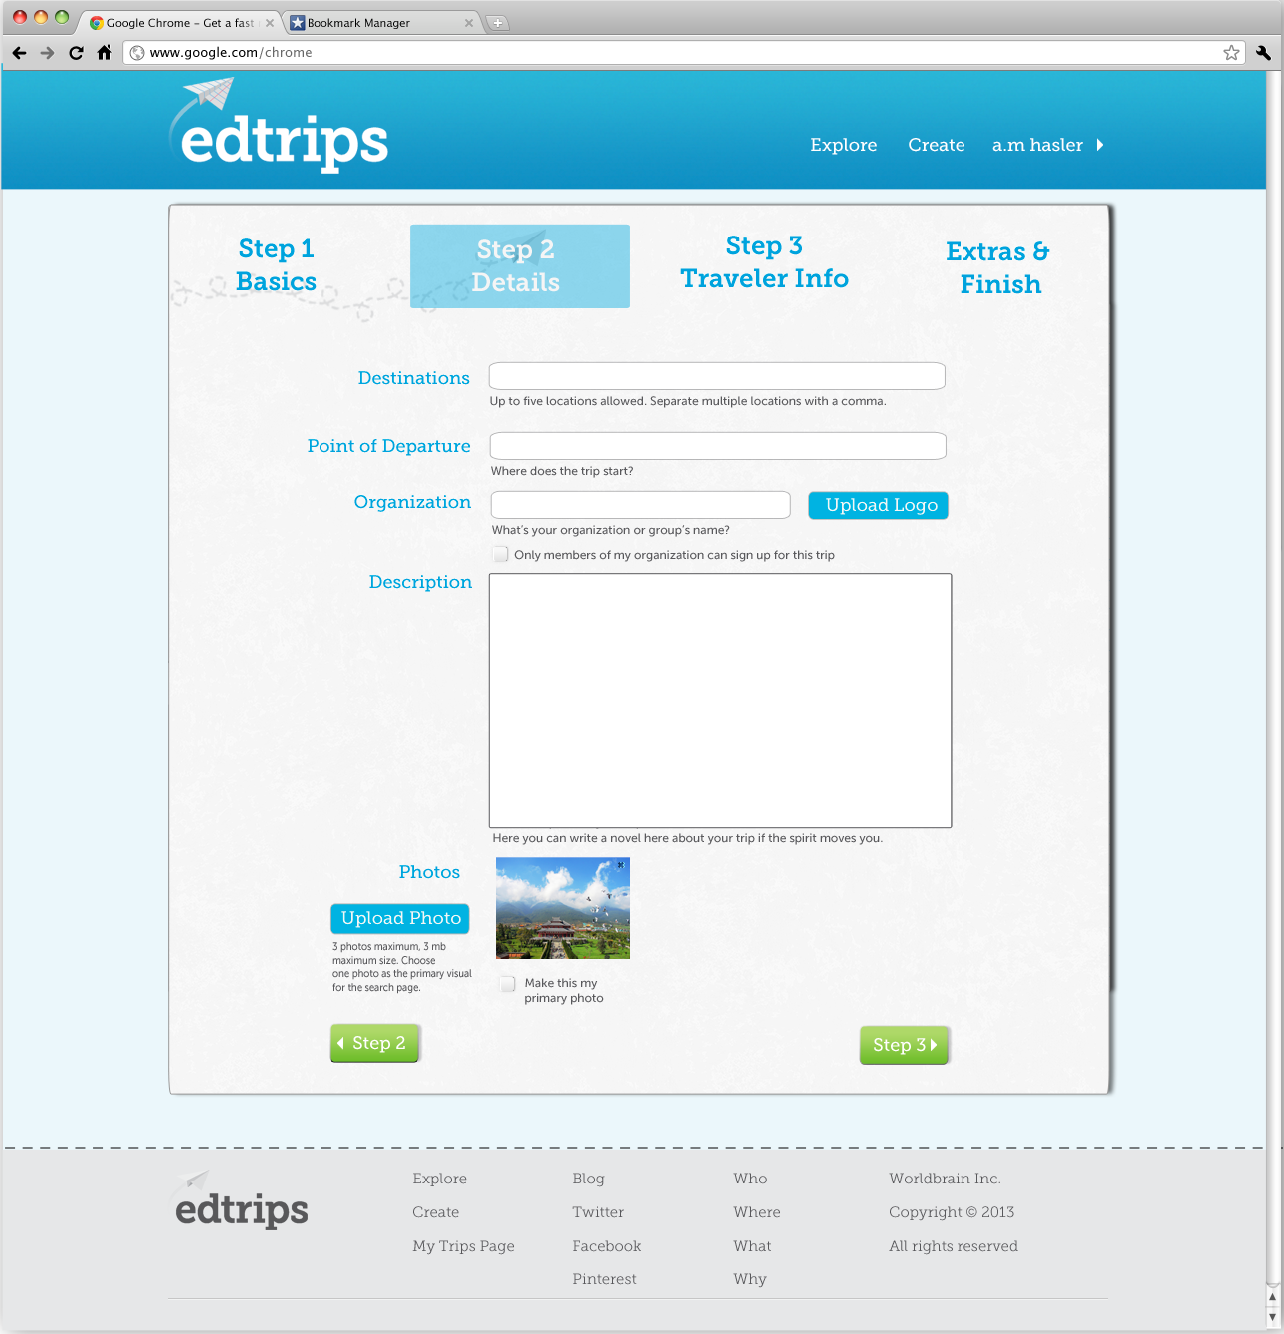 Google Chrome – Get a fast
Bookmark Manager
www.google.com/chrome
edtrips
Explore
Create
a.m hasler
Step 1
Basics
Step 2
Details
Step 3
Traveler Info
Extras &
Finish
Destinations
Up to five locations allowed. Separate multiple locations with a comma.
Point of Departure
Where does the trip start?
Organization
Upload Logo
What's your organization or group's name?
Only members of my organization can sign up for this trip
Description
Here you can write a novel here about your trip if the spirit moves you.
Photos
Upload Photo
3 photos maximum, 3 mb
maximum size. Choose
one photo as the primary visual
for the search page.
Make this my
primary photo
Step 2
Step 3
edtrips
Explore
Create
My Trips Page
Blog
Twitter
Facebook
Pinterest
Who
Where
What
Why
Worldbrain Inc.
Copyright © 2013
All rights reserved